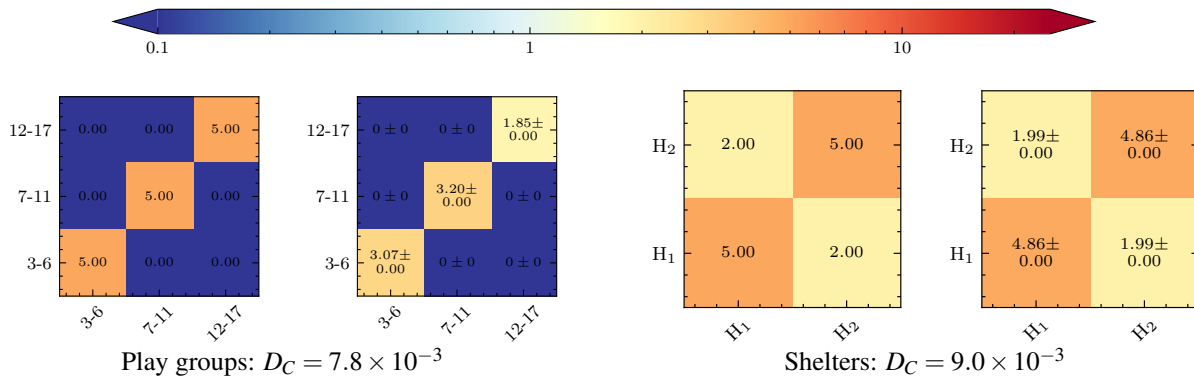 0.1 1 10
12-17 0.00 0.00 5.00
7-11 0.00 5.00 0.00
3-6 5.00 0.00 0.00
3-6 7-11 12-17
12-17 0 ± 0 0 ± 0 1.85±
0.00
7-11 0 ± 0 3.20± 0 ± 0
0.00
3-6 3.07± 0 ± 0 0 ± 0
0.00
3-6 7-11 12-17
Play groups: D_C = 7.8 × 10⁻³
H₂ 2.00 5.00
H₁ 5.00 2.00
H₁ H₂
H₂ 1.99± 4.86±
0.00 0.00
H₁ 4.86± 1.99±
0.00 0.00
H₁ H₂
Shelters: D_C = 9.0 × 10⁻³